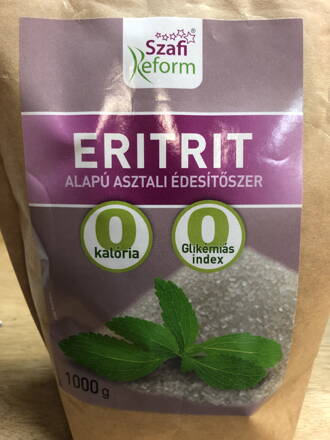 Szafi
Reform
ERITRIT
ALAPÚ ASZTALI ÉDESÍTŐSZER
0
kalória
0
Glikémiás
index
1000 g